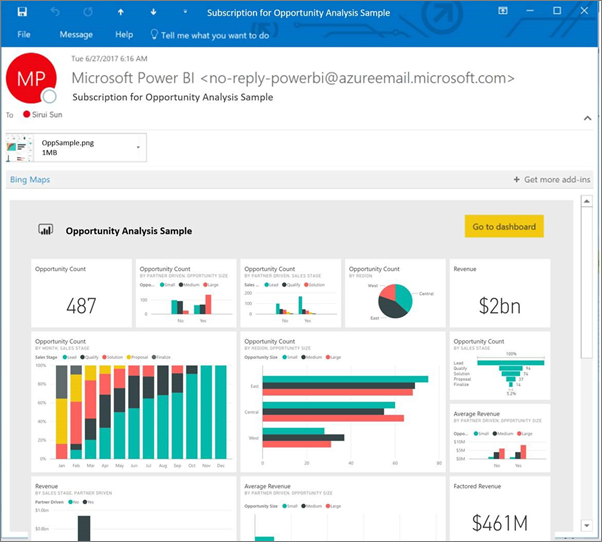 Subscription for Opportunity Analysis Sample
File Message Help Tell me what you want to do
Tue 6/27/2017 6:16 AM
MP
Microsoft Power BI <no-reply-powerbi@azureemail.microsoft.com>
Subscription for Opportunity Analysis Sample
To Sirui Sun
OppSample.png
1MB
Bing Maps
+ Get more add-ins
Opportunity Analysis Sample
Go to dashboard
Opportunity Count
487
Opportunity Count
BY PARTNER DRIVEN, OPPORTUNITY SIZE
Oppo... Small Medium Large
100
0
No Yes
Opportunity Count
BY PARTNER DRIVEN, SALES STAGE
Sales ... Lead Qualify Solution
0
No Yes
Opportunity Count
BY REGION
West
Central
East
Revenue
$2bn
Opportunity Count
BY MONTH, SALES STAGE
Sales Stage Lead Qualify Solution Proposal Finalize
100%
80%
60%
40%
20%
0%
Jan Feb Mar Apr May Jun Jul Aug Sep Oct Nov Dec
Opportunity Count
BY REGION, OPPORTUNITY SIZE
Opportunity Size Small Medium Large
East
Central
West
0 20 40 60 80
Opportunity Count
BY SALES STAGE
100%
Lead
Qualify 94
Solution
Proposal 37
Finalize 14
5.2%
Average Revenue
BY PARTNER DRIVEN, OPPORTUNITY SIZE
Oppo... Small Medium Large
$10M
$5M
$0M
No Yes
Revenue
BY SALES STAGE, PARTNER DRIVEN
Partner Driven No Yes
$1.0bn
$0.8bn
Average Revenue
BY PARTNER DRIVEN, OPPORTUNITY SIZE
Opportunity Size Small Medium Large
Factored Revenue
$461M